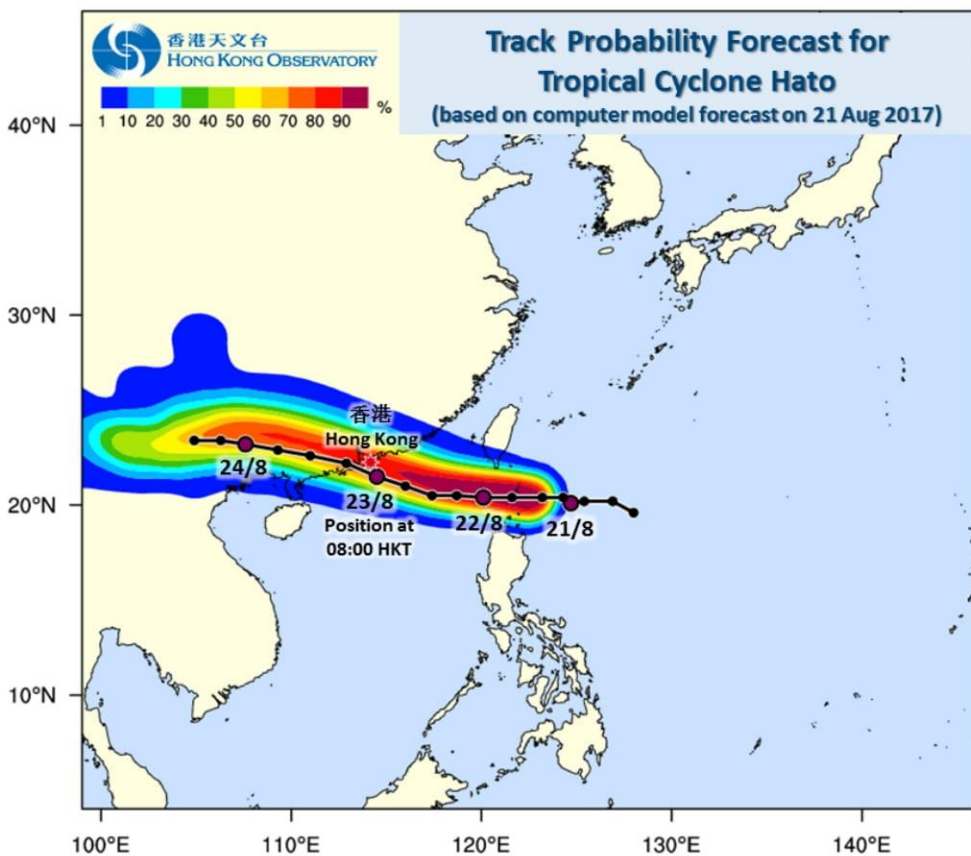 香港天文台
HONG KONG OBSERVATORY
Track Probability Forecast for
Tropical Cyclone Hato
(based on computer model forecast on 21 Aug 2017)
1 10 20 30 40 50 60 70 80 90 %
40°N
30°N
香港
Hong Kong
24/8
23/8
22/8
21/8
20°N
Position at
08:00 HKT
10°N
100°E 110°E 120°E 130°E 140°E